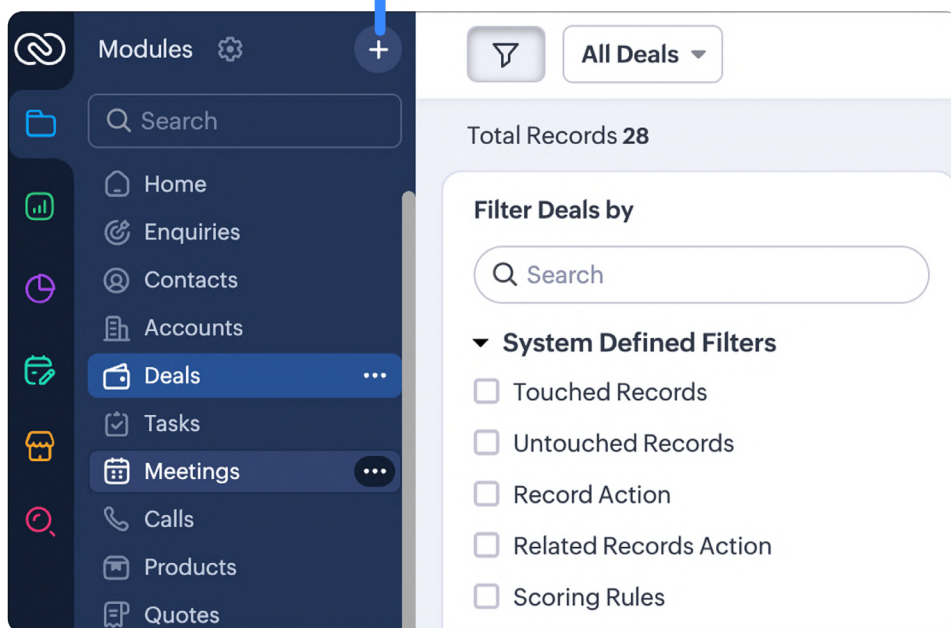 Modules
Search
Home
Enquiries
Contacts
Accounts
Deals
Tasks
Meetings
Calls
Products
Quotes
All Deals
Total Records 28
Filter Deals by
Search
System Defined Filters
Touched Records
Untouched Records
Record Action
Related Records Action
Scoring Rules